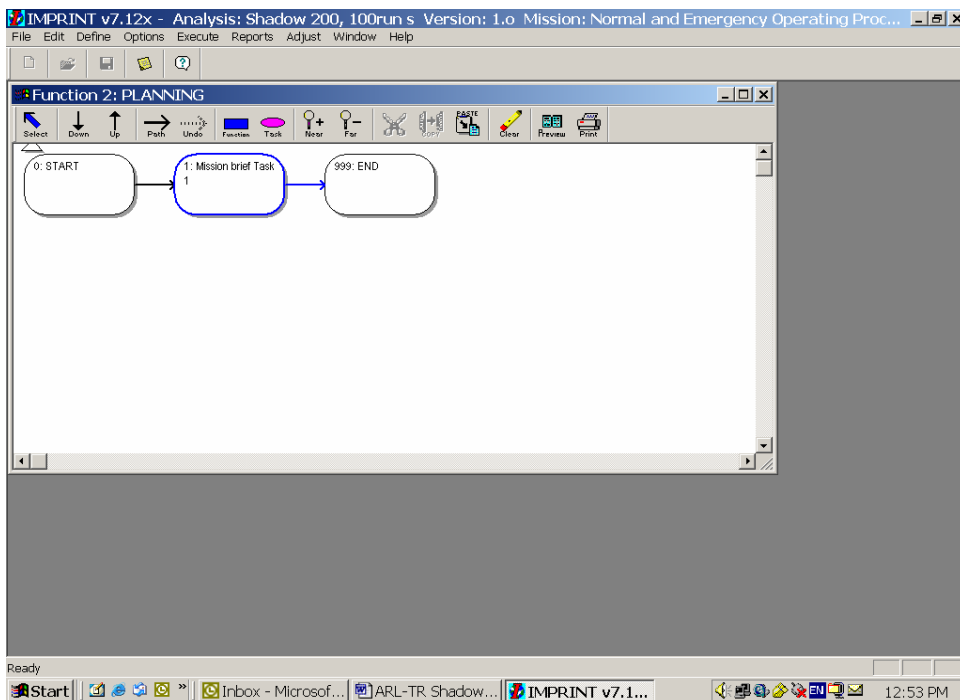 IMPRINT v7.12x - Analysis: Shadow 200, 100run s Version: 1.o Mission: Normal and Emergency Operating Proc...
File Edit Define Options Execute Reports Adjust Window Help
Function 2: PLANNING
PASTE
Select Down Up Path Undo Function Task Near Far COPY Clear Preview Print
0: START
1: Mission brief Task
1
999: END
Ready
Start » Inbox - Microsof... ARL-TR Shadow... IMPRINT v7.1... EN 12:53 PM